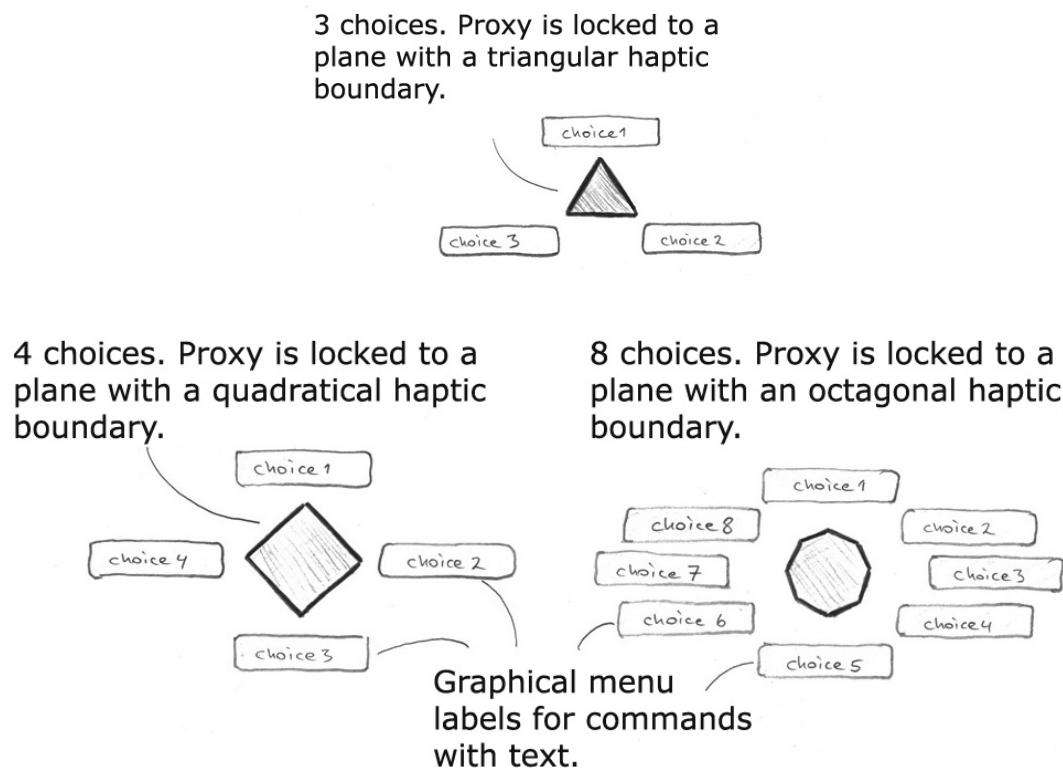 3 choices. Proxy is locked to a
plane with a triangular haptic
boundary.
choice1
choice 3
choice 2
4 choices. Proxy is locked to a
plane with a quadratical haptic
boundary.
choice 1
choice 4
choice 2
choice 3
8 choices. Proxy is locked to a
plane with an octagonal haptic
boundary.
choice 1
choice 8
choice 2
choice 7
choice 3
choice 6
choice 4
choice 5
Graphical menu
labels for commands
with text.